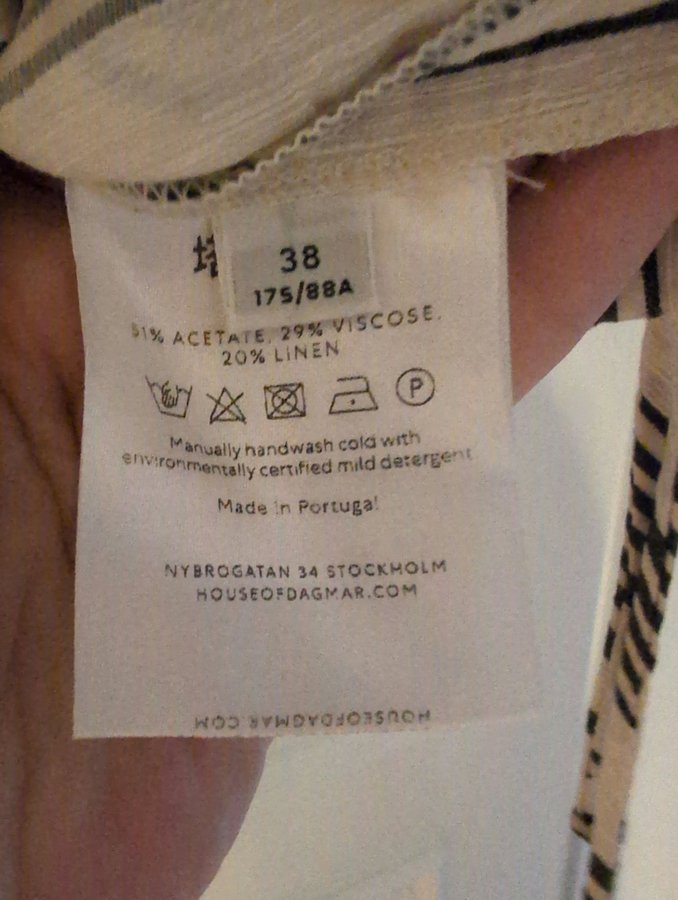 38
175/88A
51% ACETATE, 29% VISCOSE,
20% LINEN
P
Manually handwash cold with
environmentally certified mild detergent
Made in Portugal
NYBROGATAN 34 STOCKHOLM
HOUSEOFDAGMAR.COM
HOUSEOFDAGMAR.COM